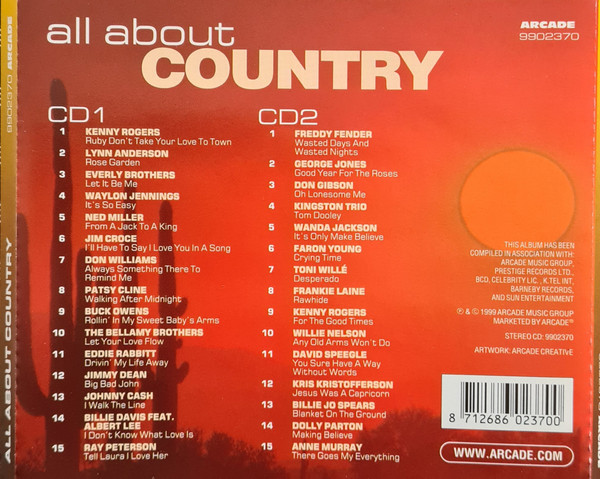 all about
COUNTRY
ARCADE
9902370
CD1
1 KENNY ROGERS
Ruby Don't Take Your Love To Town
2 LYNN ANDERSON
Rose Garden
3 EVERLY BROTHERS
Let It Be Me
4 WAYLON JENNINGS
It's So Easy
5 NED MILLER
From A Jack To A King
6 JIM CROCE
I'll Have To Say I Love You In A Song
7 DON WILLIAMS
Always Something There To
Remind Me
8 PATSY CLINE
Walking After Midnight
9 BUCK OWENS
Rollin' In My Sweet Baby's Arms
10 THE BELLAMY BROTHERS
Let Your Love Flow
11 EDDIE RABBITT
Drivin' My Life Away
12 JIMMY DEAN
Big Bad John
13 JOHNNY CASH
I Walk The Line
14 BILLIE DAVIS FEAT.
ALBERT LEE
I Don't Know What Love Is
15 RAY PETERSON
Tell Laura I Love Her
CD2
1 FREDDY FENDER
Wasted Days And
Wasted Nights
2 GEORGE JONES
Good Year For The Roses
3 DON GIBSON
Oh Lonesome Me
4 KINGSTON TRIO
Tom Dooley
5 WANDA JACKSON
It's Only Make Believe
6 FARON YOUNG
Crying Time
7 TONI WILLÉ
Desperado
8 FRANKIE LAINE
Rawhide
9 KENNY ROGERS
For The Good Times
10 WILLIE NELSON
Any Old Arms Won't Do
11 DAVID SPEEGLE
You Sure Have A Way
Without Words
12 KRIS KRISTOFFERSON
Jesus Was A Capricorn
13 BILLIE JO SPEARS
Blanket On The Ground
14 DOLLY PARTON
Making Believe
15 ANNE MURRAY
There Goes My Everything
THIS ALBUM HAS BEEN
COMPILED IN ASSOCIATION WITH:
ARCADE MUSIC GROUP,
PRESTIGE RECORDS LTD.,
BCD, CELEBRITY LIC., K.TEL INT,
BARNEBY RECORDS,
AND SUN ENTERTAINMENT
℗ & © 1999 ARCADE MUSIC GROUP
MARKETED BY ARCADE®
STEREO CD: 9902370
ARTWORK: ARCADE CREATIVE
8 712686 023700
WWW.ARCADE.COM
ALL ABOUT COUNTRY
9902370 ARCADE